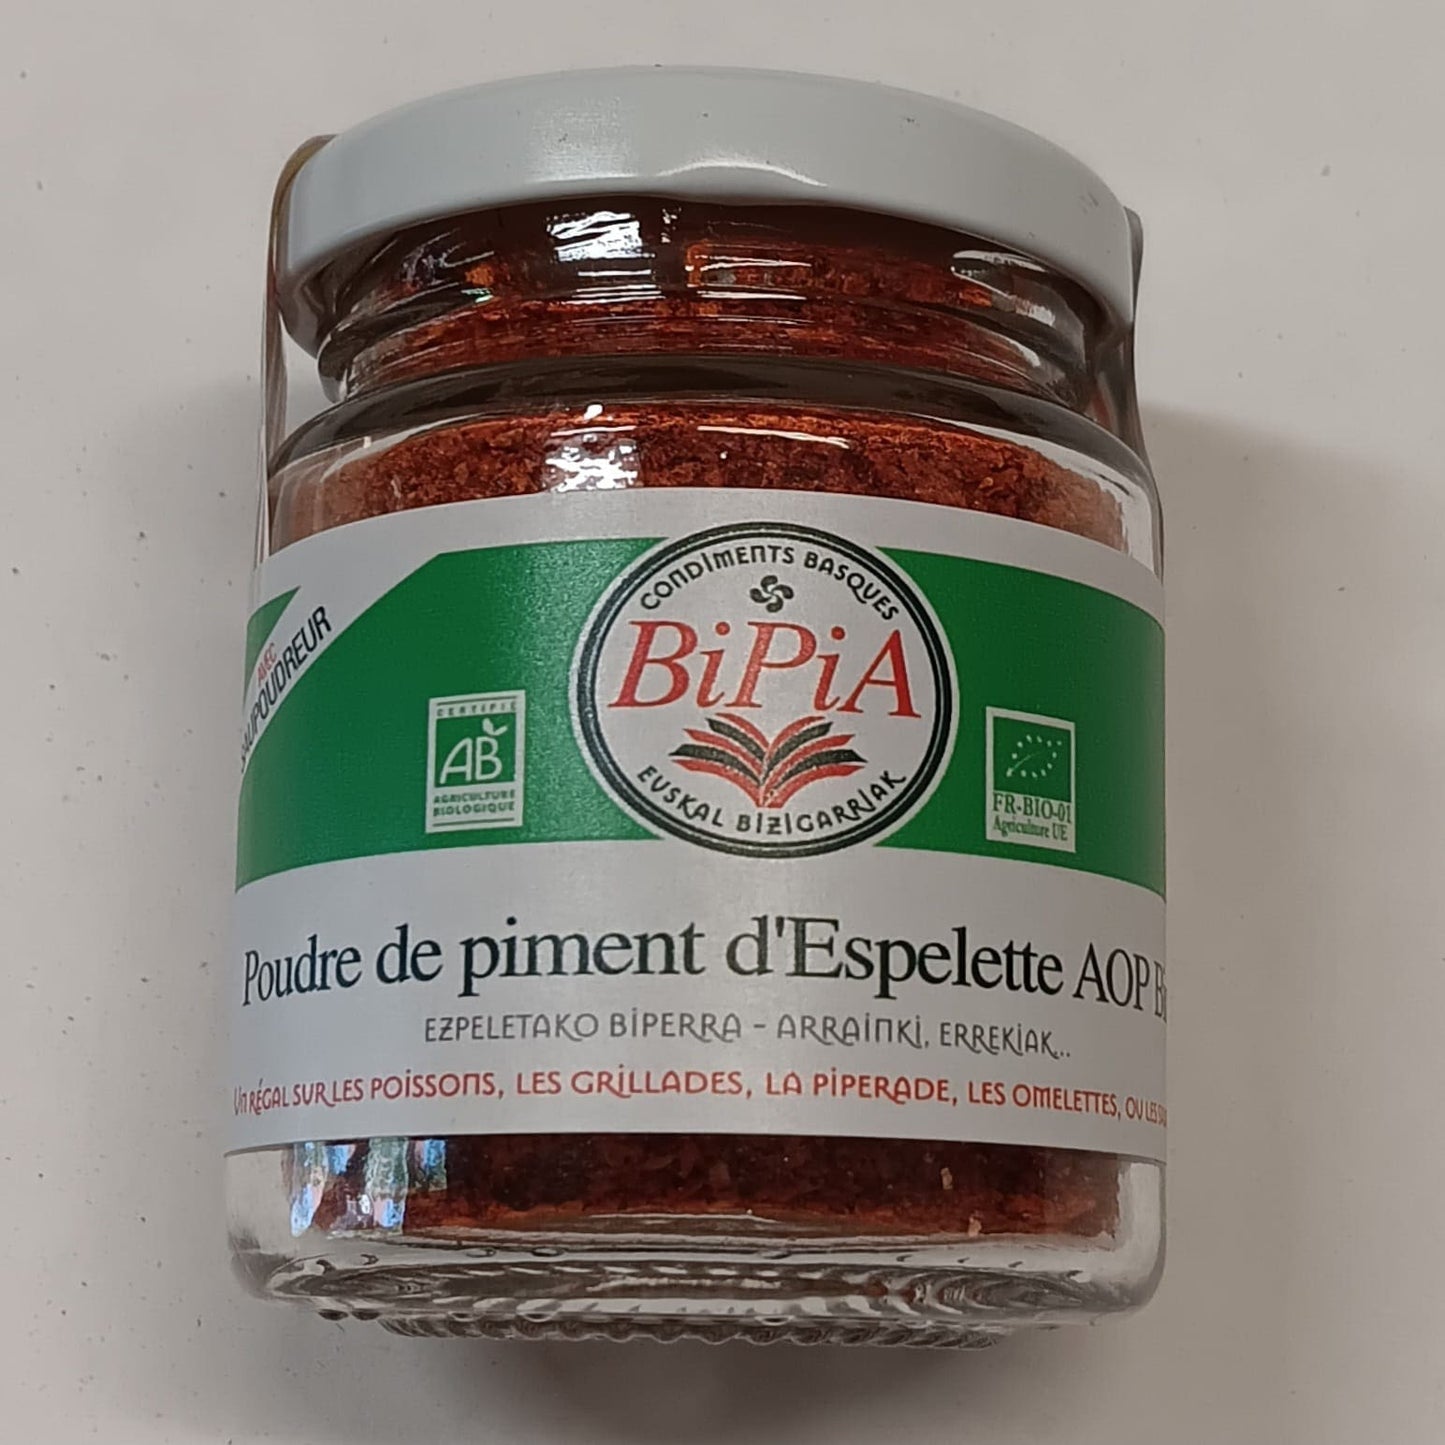 AVEC
SAUPOUDREUR
CONDIMENTS BASQUES
BiPiA
EUSKAL BIZIGARRIAK
CERTIFIÉ
AB
AGRICULTURE
BIOLOGIQUE
FR-BIO-01
Agriculture UE
Poudre de piment d'Espelette AOP
EZPELETAKO BIPERRA - ARRAINKI, ERREKIAK..
UN RÉGAL SUR LES POISSONS, LES GRILLADES, LA PIPERADE, LES OMELETTES, OU LES